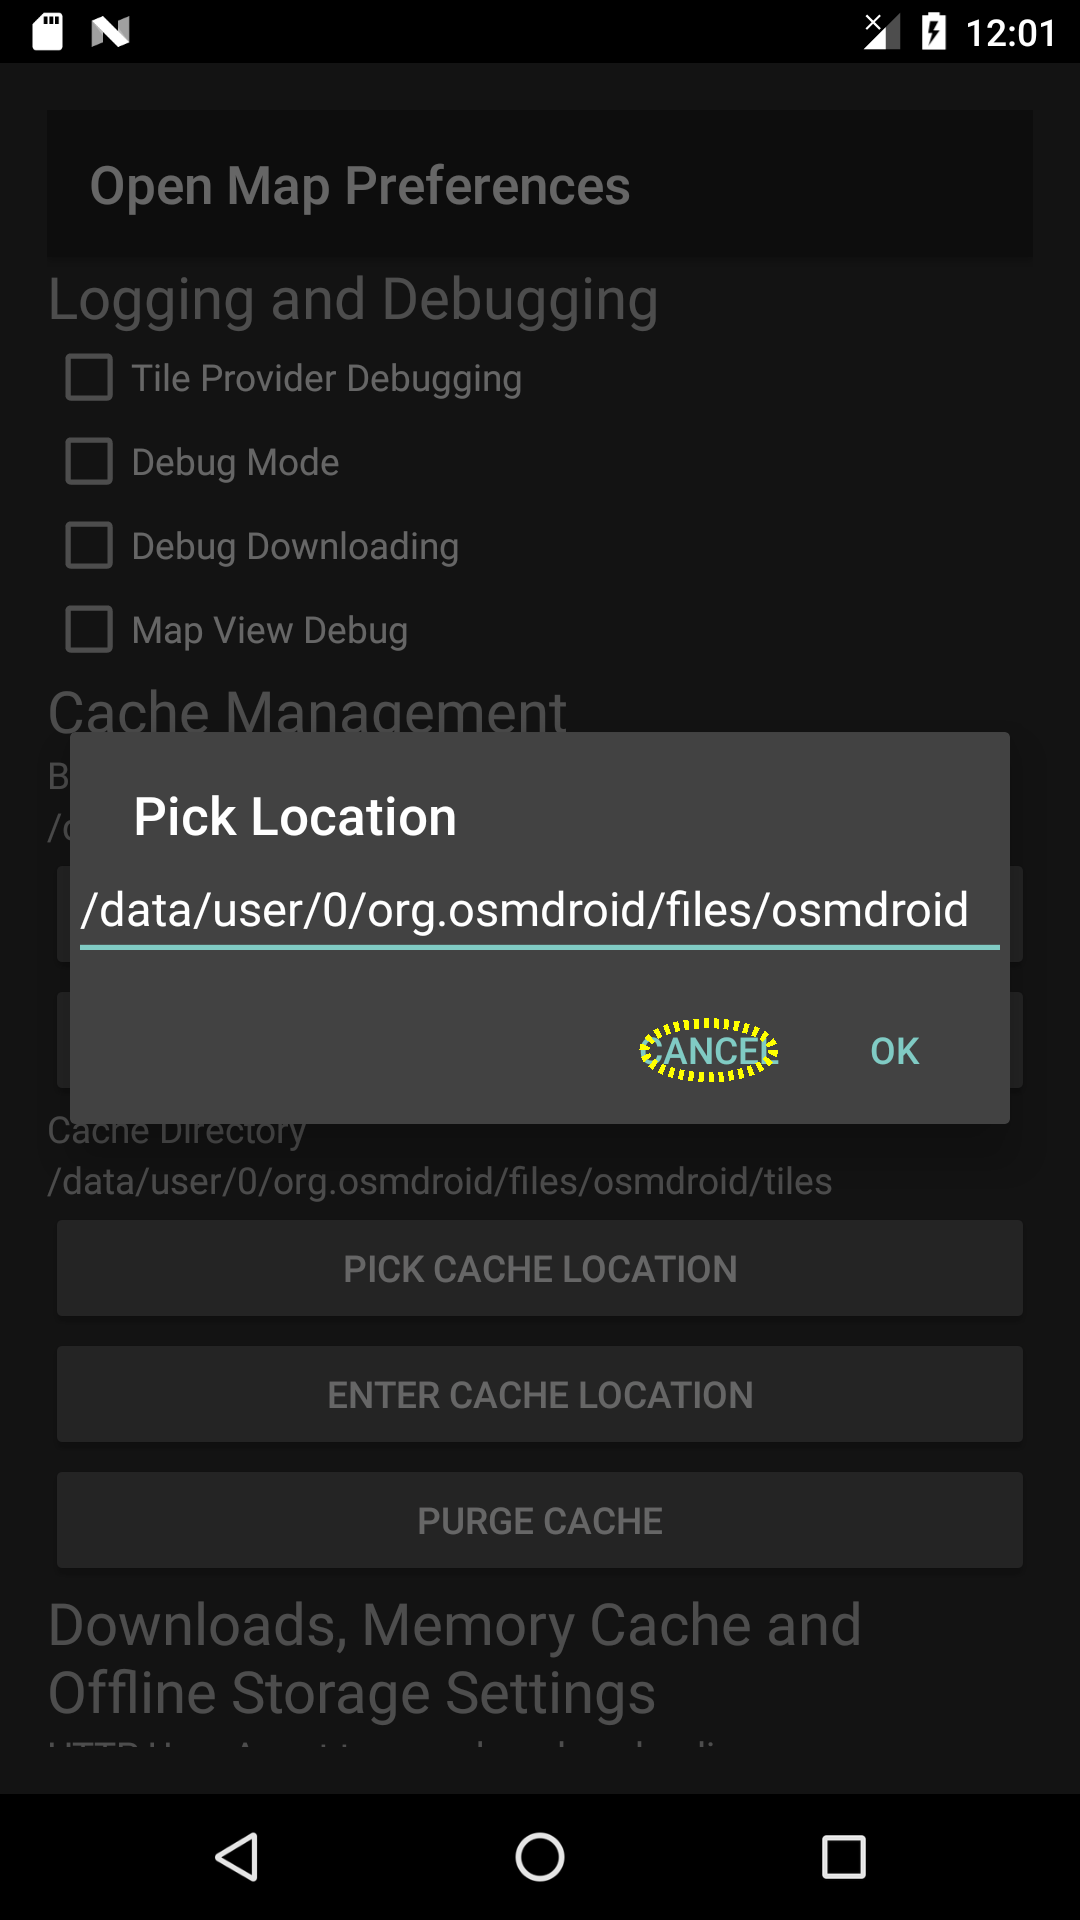 12:01
Open Map Preferences
Logging and Debugging
Tile Provider Debugging
Debug Mode
Debug Downloading
Map View Debug
Cache Management
Pick Location
/data/user/0/org.osmdroid/files/osmdroid
CANCEL
OK
Cache Directory
/data/user/0/org.osmdroid/files/osmdroid/tiles
PICK CACHE LOCATION
ENTER CACHE LOCATION
PURGE CACHE
Downloads, Memory Cache and
Offline Storage Settings